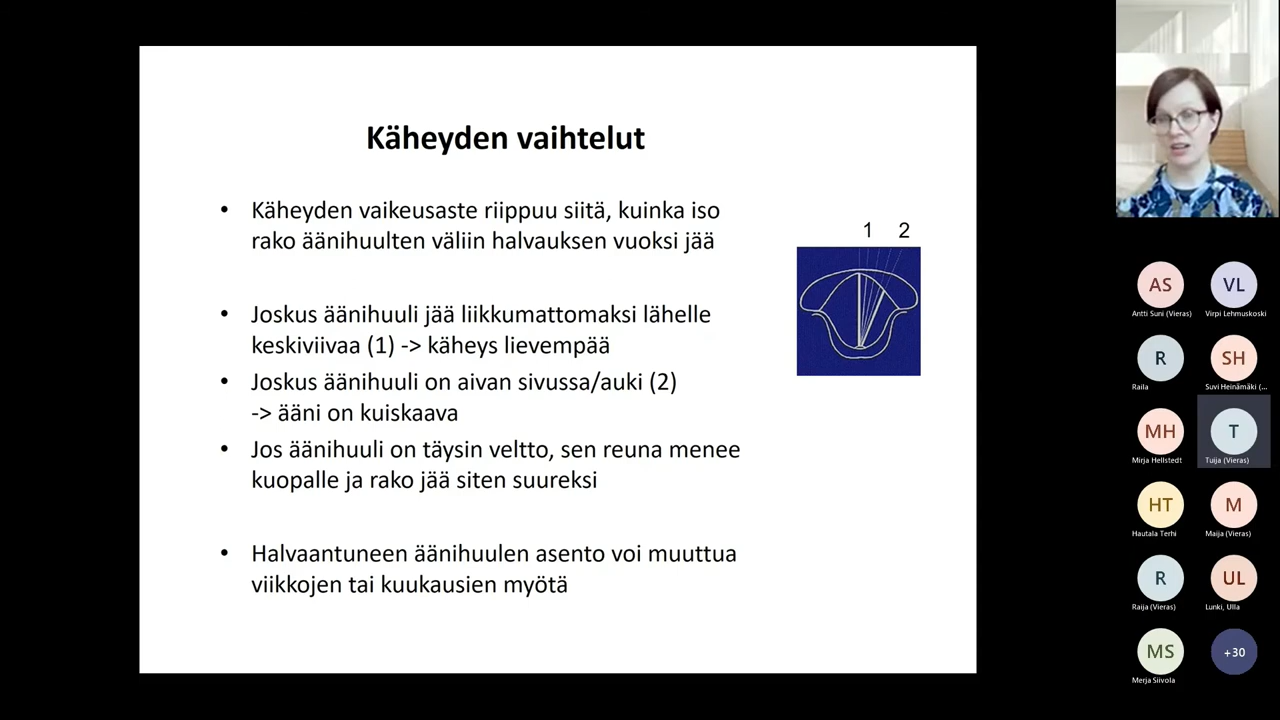 Käheyden vaihtelut
• Käheyden vaikeusaste riippuu siitä, kuinka iso
rako äänihuulten väliin halvauksen vuoksi jää
• Joskus äänihuuli jää liikkumattomaksi lähelle
keskiviivaa (1) -> käheys lievempää
• Joskus äänihuuli on aivan sivussa/auki (2)
-> ääni on kuiskaava
• Jos äänihuuli on täysin veltto, sen reuna menee
kuopalle ja rako jää siten suureksi
• Halvaantuneen äänihuulen asento voi muuttua
viikkojen tai kuukausien myötä
1 2
AS VL
Antti Suni (Vieras) Virpi Lehmuskoski
R SH
Raila Suvi Heinämäki (...
MH T
Mirja Hellstedt Tuija (Vieras)
HT M
Hautala Terhi Maija (Vieras)
R UL
Raija (Vieras) Lunki, Ulla
MS +30
Merja Siivola